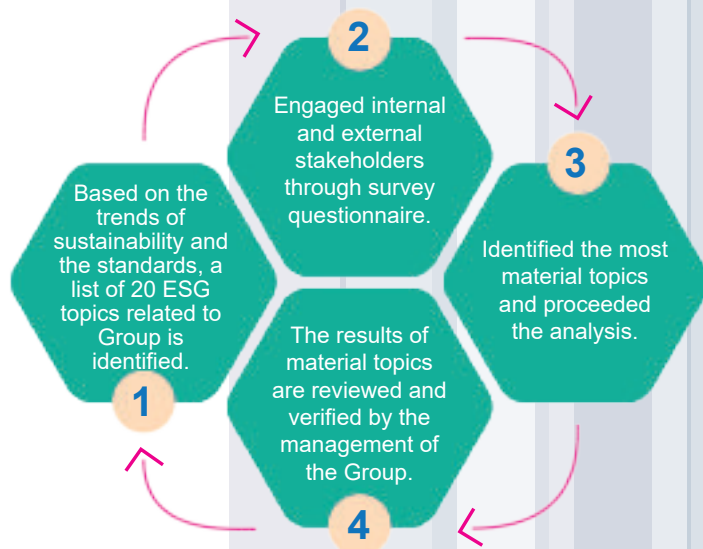 1
Based on the
trends of
sustainability and
the standards, a
list of 20 ESG
topics related to
Group is
identified.
2
Engaged internal
and external
stakeholders
through survey
questionnaire.
3
Identified the most
material topics
and proceeded
the analysis.
4
The results of
material topics
are reviewed and
verified by the
management of
the Group.